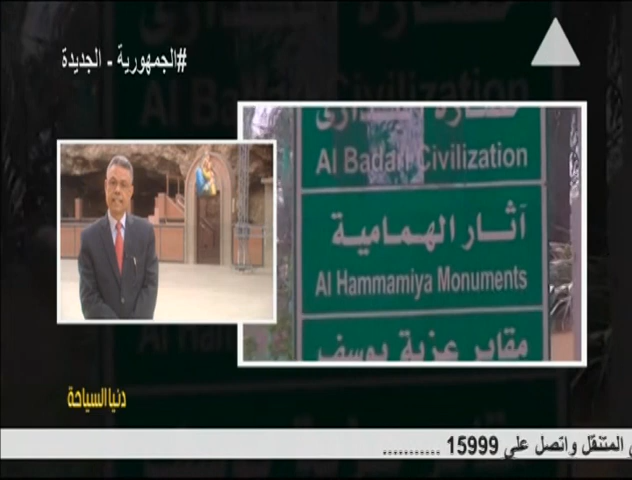 #الجمهورية - الجديدة
Al Badari Civilization
آثار الهمامية
Al Hammamiya Monuments
مقابر عزبة يوسف
دنيا السياحة
المتنقل واتصل على 15999 ...........